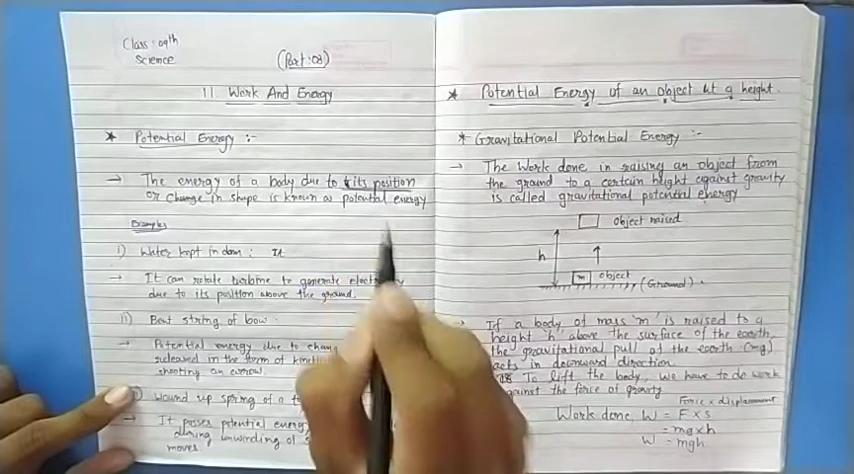 Class: 09th
Science
(Part: 08)
11. Work And Energy
* Potential Energy :-
→ The energy of a body due to its position
or change in shape is known as potential energy
Examples
i) Water kept in dam: It
→ It can rotate turbine to generate
due to its position above the ground.
ii) Bent string of bow.
→ Potential energy due to
released in the form of
shooting an arrow.
Wound up spring of a
→ It posses potential
during unwinding of
moves.
* Potential Energy of an object at a height.
* Gravitational Potential Energy :-
→ The work done in raising an object from
the ground to a certain height against gravity
is called gravitational potential energy
object raised
h
m object
(Ground).
→ If a body of mass 'm' is raised to a
height 'h' above the surface of the earth,
the gravitational pull of the earth (mg)
acts in downward direction.
To lift the body, we have to do work
against the force of gravity
Force x displacement
Work done, W = F x s
= mg x h
W = mgh